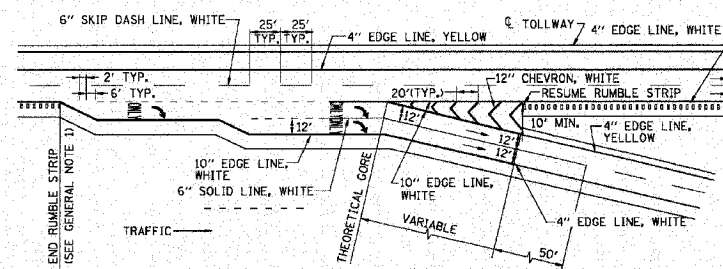 6" SKIP DASH LINE, WHITE
25' TYP.
25' TYP.
4" EDGE LINE, YELLOW
℄ TOLLWAY
4" EDGE LINE, WHITE
2' TYP.
6' TYP.
20'(TYP.)
12" CHEVRON, WHITE
RESUME RUMBLE STRIP
10' MIN.
4" EDGE LINE,
YELLLOW
12'
12'
12'
12'
10" EDGE LINE,
WHITE
6" SOLID LINE, WHITE
10" EDGE LINE,
WHITE
4" EDGE LINE, WHITE
END RUMBLE STRIP
(SEE GENERAL NOTE 1)
TRAFFIC
THEORETICAL GORE
VARIABLE
50'